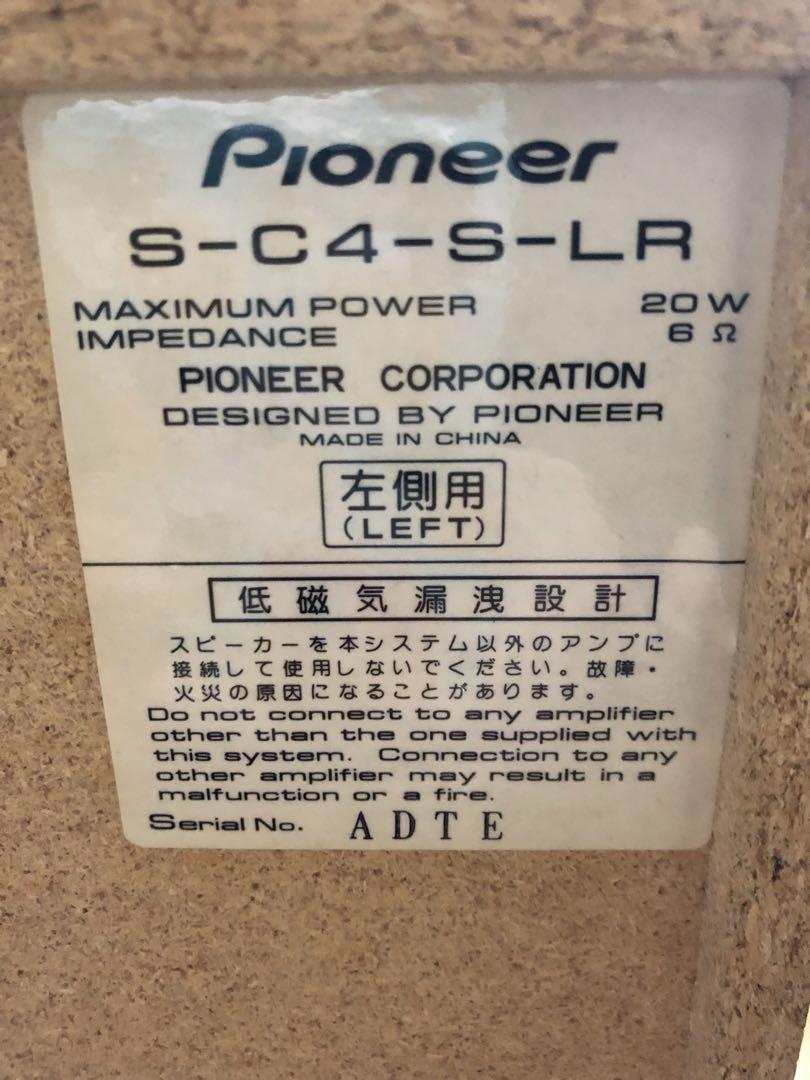 Pioneer
S-C4-S-LR
MAXIMUM POWER 20 W
IMPEDANCE 6 Ω
PIONEER CORPORATION
DESIGNED BY PIONEER
MADE IN CHINA
左側用
(LEFT)
低磁気漏洩設計
スピーカーを本システム以外のアンプに
接続して使用しないでください。故障・
火災の原因になることがあります。
Do not connect to any amplifier
other than the one supplied with
this system. Connection to any
other amplifier may result in a
malfunction or a fire.
Serial No. ADTE